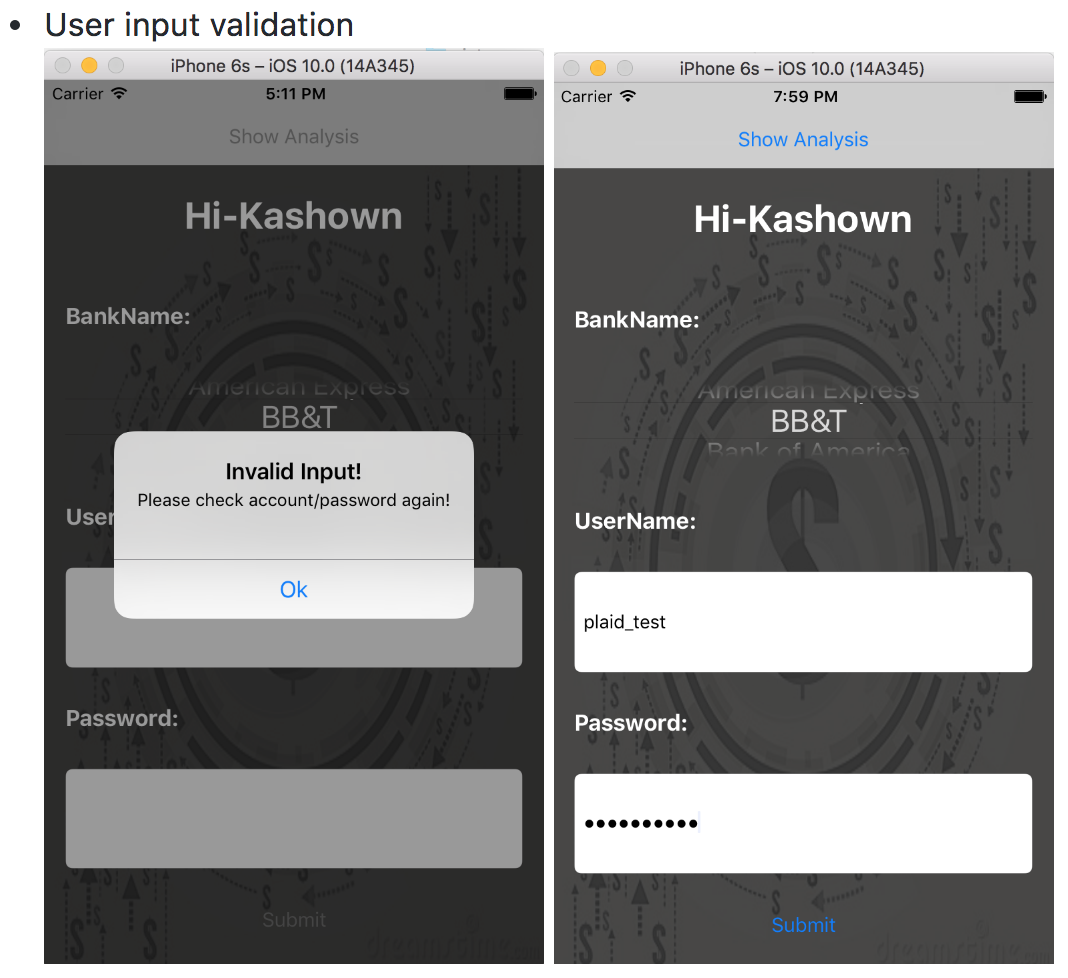 User input validation
iPhone 6s – iOS 10.0 (14A345)
Carrier
5:11 PM
Show Analysis
Hi-Kashown
BankName:
American Express
BB&T
Invalid Input!
Please check account/password again!
Ok
User
Password:
Submit
dreamstime
iPhone 6s – iOS 10.0 (14A345)
Carrier
7:59 PM
Show Analysis
Hi-Kashown
BankName:
American Express
BB&T
Bank of America
UserName:
plaid_test
Password:
••••••••••
Submit
dreamstime